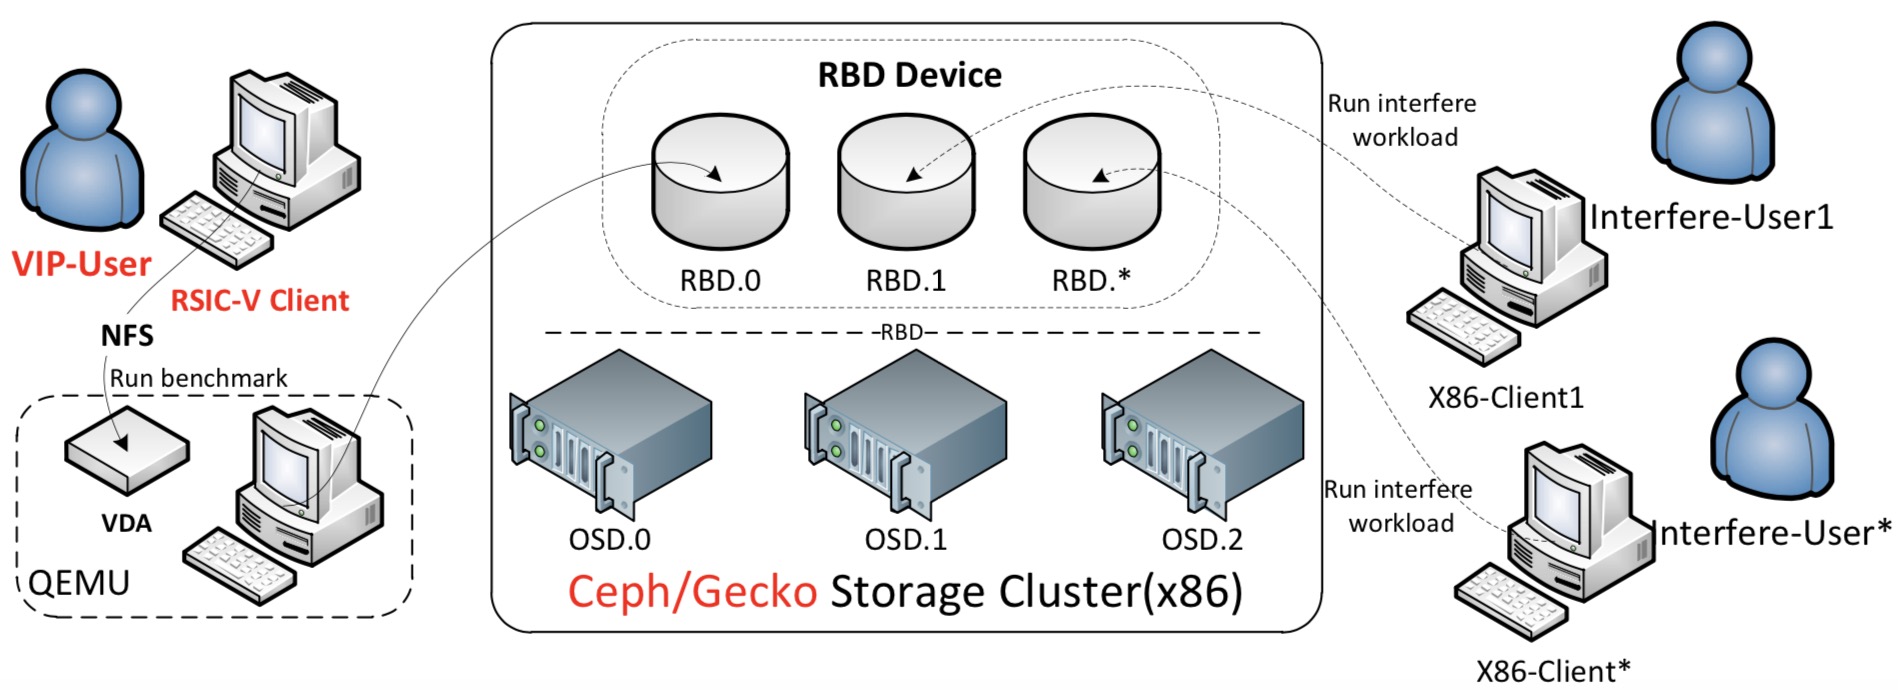 RBD Device
RBD.0
RBD.1
RBD.*
RBD
OSD.0
OSD.1
OSD.2
Ceph/Gecko Storage Cluster(x86)
VIP-User
RSIC-V Client
NFS
Run benchmark
VDA
QEMU
Run interfere
workload
Interfere-User1
X86-Client1
Run interfere
workload
Interfere-User*
X86-Client*